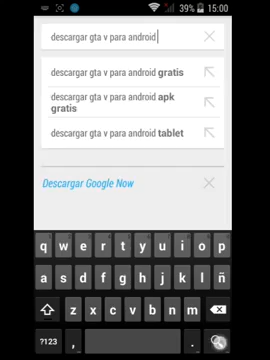 39% 15:00
descargar gta v para android
descargar gta v para android gratis
descargar gta v para android apk
gratis
descargar gta v para android tablet
Descargar Google Now
q w e r t y u i o p
a s d f g h j k l ñ
z x c v b n m
?123 , .